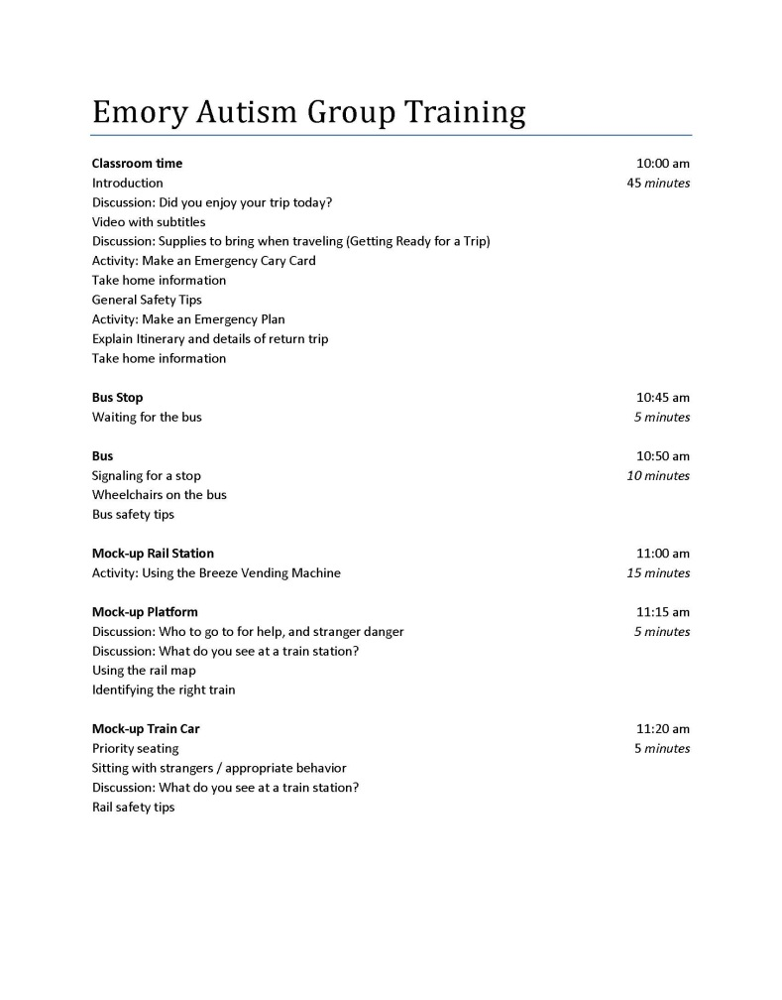 Emory Autism Group Training
Classroom time 10:00 am
Introduction 45 minutes
Discussion: Did you enjoy your trip today?
Video with subtitles
Discussion: Supplies to bring when traveling (Getting Ready for a Trip)
Activity: Make an Emergency Cary Card
Take home information
General Safety Tips
Activity: Make an Emergency Plan
Explain Itinerary and details of return trip
Take home information
Bus Stop 10:45 am
Waiting for the bus 5 minutes
Bus 10:50 am
Signaling for a stop 10 minutes
Wheelchairs on the bus
Bus safety tips
Mock-up Rail Station 11:00 am
Activity: Using the Breeze Vending Machine 15 minutes
Mock-up Platform 11:15 am
Discussion: Who to go to for help, and stranger danger 5 minutes
Discussion: What do you see at a train station?
Using the rail map
Identifying the right train
Mock-up Train Car 11:20 am
Priority seating 5 minutes
Sitting with strangers / appropriate behavior
Discussion: What do you see at a train station?
Rail safety tips